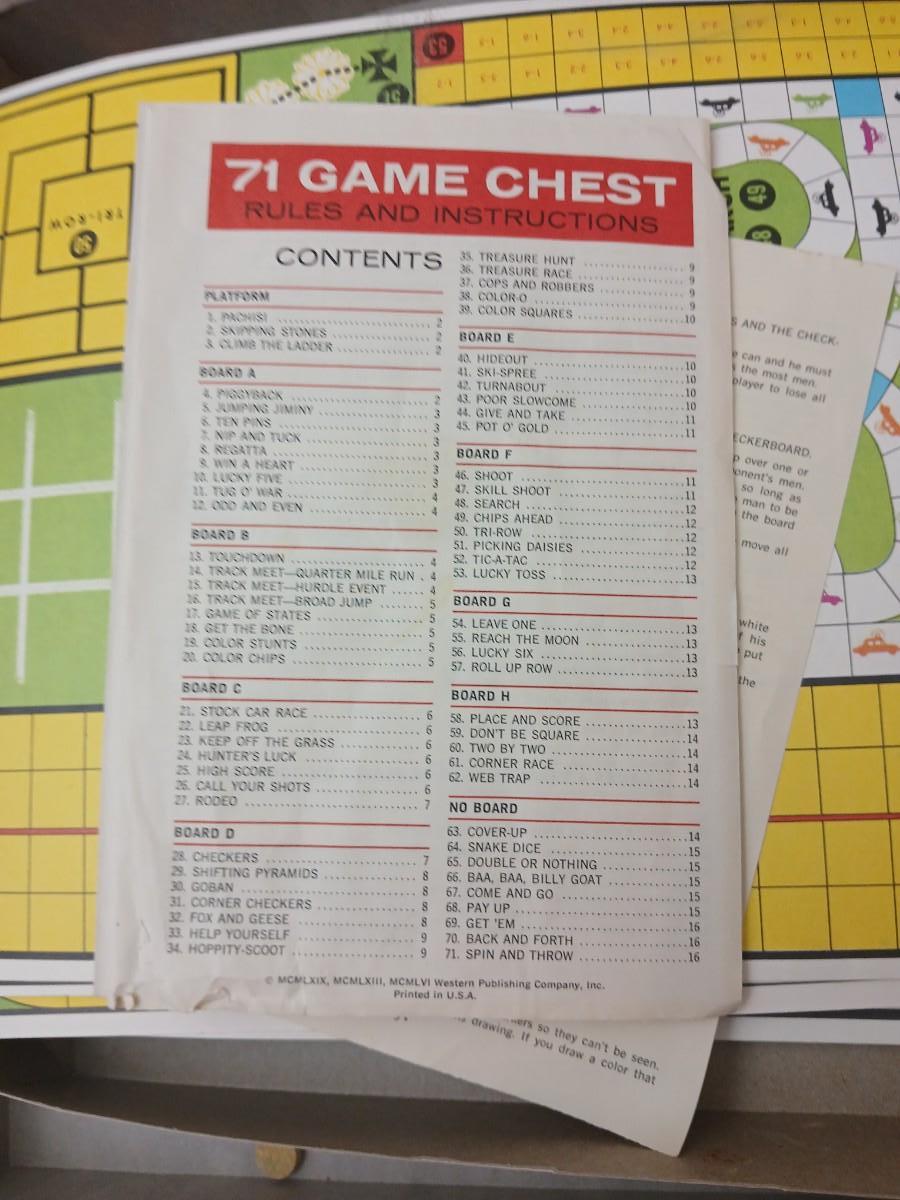 71 GAME CHEST
RULES AND INSTRUCTIONS
CONTENTS
PLATFORM
1. PACHISI ........ 2
2. SKIPPING STONES ........ 2
3. CLIMB THE LADDER ........ 2
BOARD A
4. PIGGYBACK ........ 2
5. JUMPING JIMINY ........ 3
6. TEN PINS ........ 3
7. NIP AND TUCK ........ 3
8. REGATTA ........ 3
9. WIN A HEART ........ 3
10. LUCKY FIVE ........ 3
11. TUG O' WAR ........ 4
12. ODD AND EVEN ........ 4
BOARD B
13. TOUCHDOWN ........ 4
14. TRACK MEET—QUARTER MILE RUN . 4
15. TRACK MEET—HURDLE EVENT ...... 4
16. TRACK MEET—BROAD JUMP ........ 5
17. GAME OF STATES ........ 5
18. GET THE BONE ........ 5
19. COLOR STUNTS ........ 5
20. COLOR CHIPS ........ 5
BOARD C
21. STOCK CAR RACE ........ 6
22. LEAP FROG ........ 6
23. KEEP OFF THE GRASS ........ 6
24. HUNTER'S LUCK ........ 6
25. HIGH SCORE ........ 6
26. CALL YOUR SHOTS ........ 6
27. RODEO ........ 7
BOARD D
28. CHECKERS ........ 7
29. SHIFTING PYRAMIDS ........ 8
30. GOBAN ........ 8
31. CORNER CHECKERS ........ 8
32. FOX AND GEESE ........ 8
33. HELP YOURSELF ........ 9
34. HOPPITY-SCOOT ........ 9
35. TREASURE HUNT ........ 9
36. TREASURE RACE ........ 9
37. COPS AND ROBBERS ........ 9
38. COLOR-O ........ 9
39. COLOR SQUARES ........ 10
BOARD E
40. HIDEOUT ........ 10
41. SKI-SPREE ........ 10
42. TURNABOUT ........ 10
43. POOR SLOWCOME ........ 10
44. GIVE AND TAKE ........ 11
45. POT O' GOLD ........ 11
BOARD F
46. SHOOT ........ 11
47. SKILL SHOOT ........ 11
48. SEARCH ........ 12
49. CHIPS AHEAD ........ 12
50. TRI-ROW ........ 12
51. PICKING DAISIES ........ 12
52. TIC-A-TAC ........ 12
53. LUCKY TOSS ........ 13
BOARD G
54. LEAVE ONE ........ 13
55. REACH THE MOON ........ 13
56. LUCKY SIX ........ 13
57. ROLL UP ROW ........ 13
BOARD H
58. PLACE AND SCORE ........ 13
59. DON'T BE SQUARE ........ 14
60. TWO BY TWO ........ 14
61. CORNER RACE ........ 14
62. WEB TRAP ........ 14
NO BOARD
63. COVER-UP ........ 14
64. SNAKE DICE ........ 15
65. DOUBLE OR NOTHING ........ 15
66. BAA, BAA, BILLY GOAT ........ 15
67. COME AND GO ........ 15
68. PAY UP ........ 15
69. GET 'EM ........ 16
70. BACK AND FORTH ........ 16
71. SPIN AND THROW ........ 16
© MCMLXIX, MCMLXIII, MCMLVI Western Publishing Company, Inc.
Printed in U.S.A.
AND THE CHECK.
can and he must
the most men.
player to lose all
ECKERBOARD.
over one or
onent's men.
so long as
man to be
the board
move all
white
his
put
the
so they can't be seen.
drawing. If you draw a color that
TRI-ROW
50
53
51
49